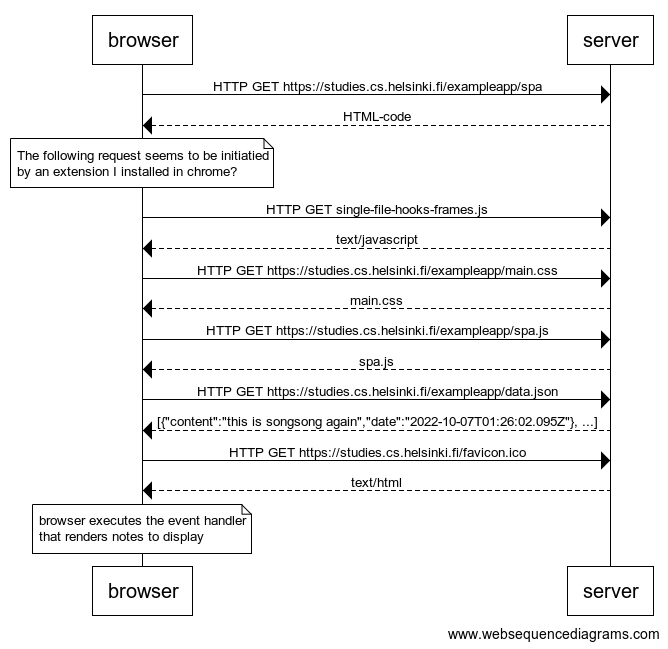 browser
server
HTTP GET https://studies.cs.helsinki.fi/exampleapp/spa
HTML-code
The following request seems to be initiatied
by an extension I installed in chrome?
HTTP GET single-file-hooks-frames.js
text/javascript
HTTP GET https://studies.cs.helsinki.fi/exampleapp/main.css
main.css
HTTP GET https://studies.cs.helsinki.fi/exampleapp/spa.js
spa.js
HTTP GET https://studies.cs.helsinki.fi/exampleapp/data.json
[{"content":"this is songsong again","date":"2022-10-07T01:26:02.095Z"}, ...]
HTTP GET https://studies.cs.helsinki.fi/favicon.ico
text/html
browser executes the event handler
that renders notes to display
browser
server
www.websequencediagrams.com